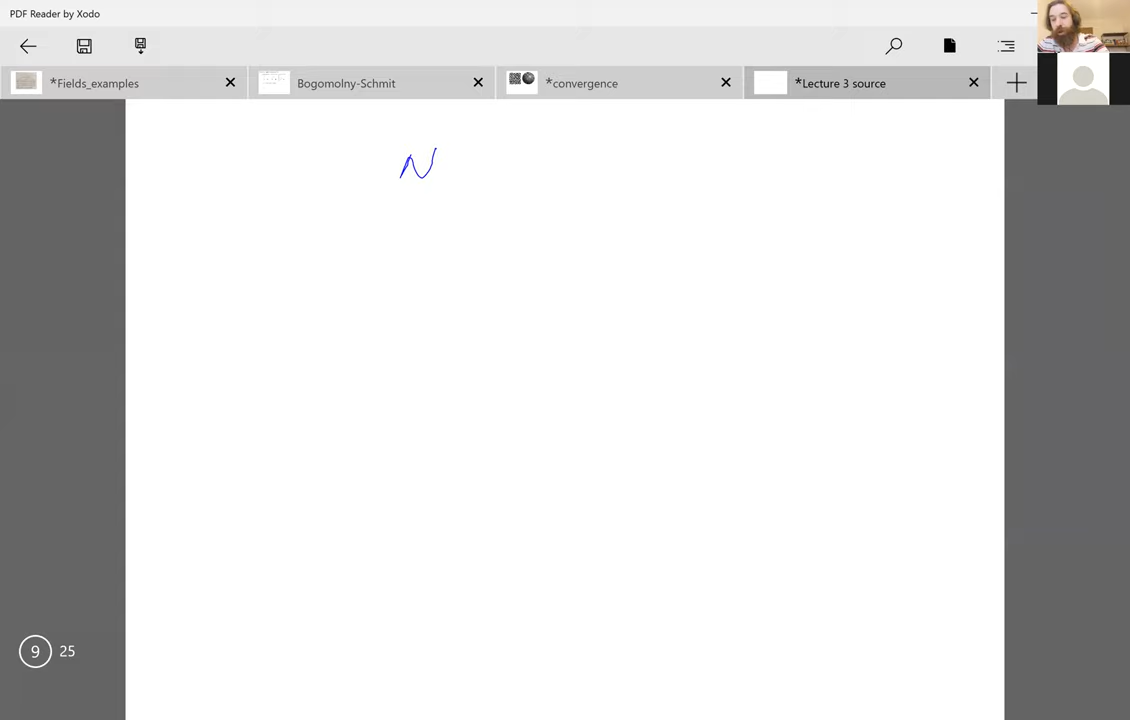 PDF Reader by Xodo
*Fields_examples
Bogomolny-Schmit
*convergence
*Lecture 3 source
N
9 25